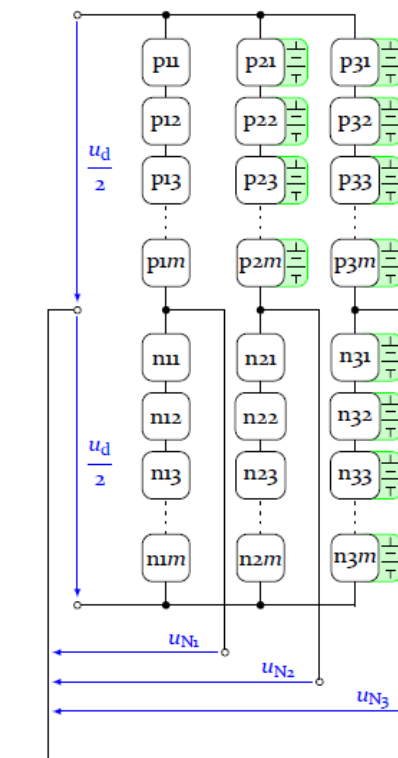 p11 p21 p31
p12 p22 p32
u_d/2
p13 p23 p33
p1m p2m p3m
n11 n21 n31
n12 n22 n32
u_d/2
n13 n23 n33
n1m n2m n3m
u_N1
u_N2
u_N3